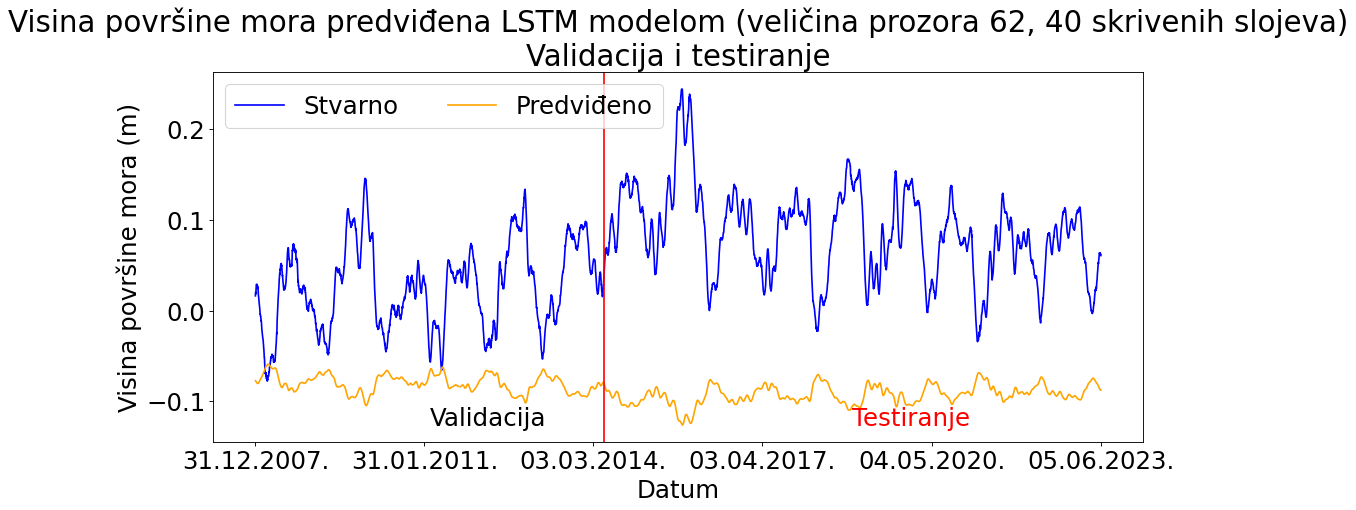 Visina površine mora predviđena LSTM modelom (veličina prozora 62, 40 skrivenih slojeva)
Validacija i testiranje
Stvarno
Predviđeno
Visina površine mora (m)
0.2
0.1
0.0
−0.1
Validacija
Testiranje
31.12.2007.
31.01.2011.
03.03.2014.
03.04.2017.
04.05.2020.
05.06.2023.
Datum